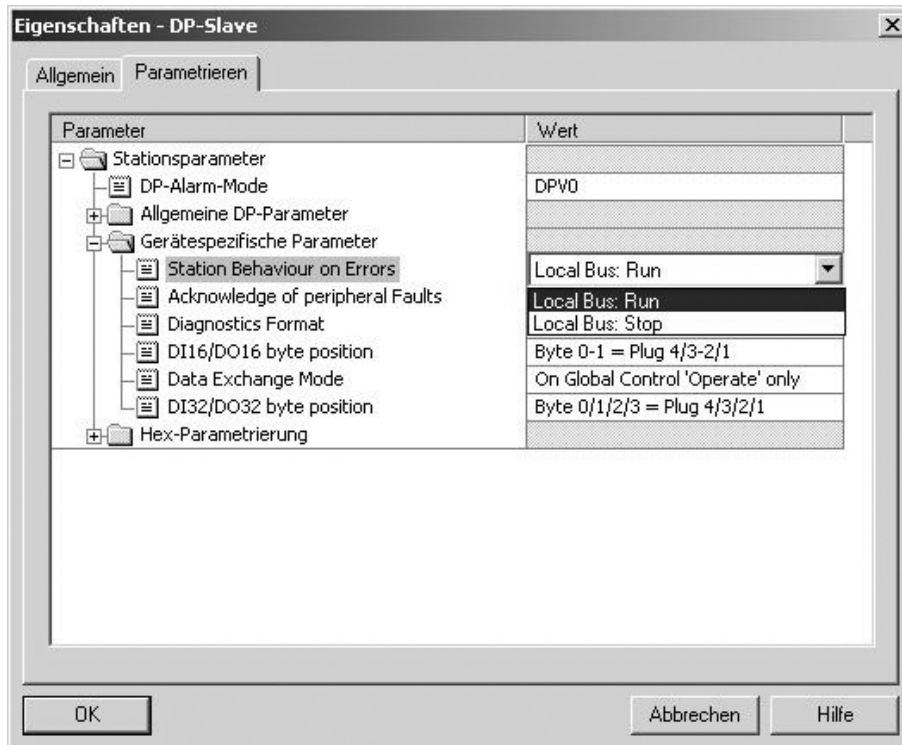 Eigenschaften - DP-Slave
Allgemein Parametrieren
Parameter Wert
Stationsparameter
DP-Alarm-Mode DPV0
Allgemeine DP-Parameter
Gerätespezifische Parameter
Station Behaviour on Errors Local Bus: Run
Acknowledge of peripheral Faults Local Bus: Run
Diagnostics Format Local Bus: Stop
DI16/DO16 byte position Byte 0-1 = Plug 4/3-2/1
Data Exchange Mode On Global Control 'Operate' only
DI32/DO32 byte position Byte 0/1/2/3 = Plug 4/3/2/1
Hex-Parametrierung
OK Abbrechen Hilfe